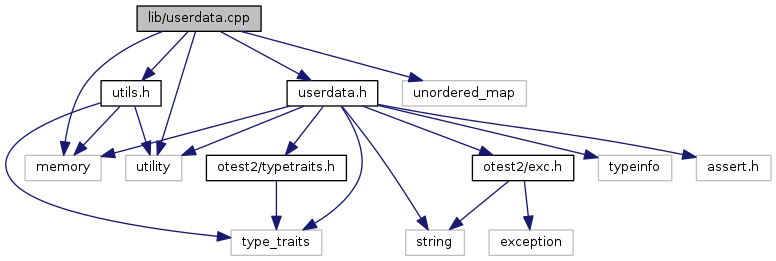 lib/userdata.cpp
utils.h
userdata.h
unordered_map
memory
utility
otest2/typetraits.h
otest2/exc.h
typeinfo
assert.h
type_traits
string
exception